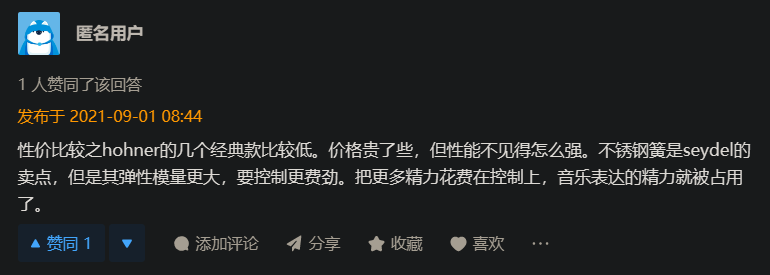 匿名用户
1 人赞同了该回答
发布于 2021-09-01 08:44
性价比较之hohner的几个经典款比较低。价格贵了些，但性能不见得怎么强。不锈钢簧是seydel的
卖点，但是其弹性模量更大，要控制更费劲。把更多精力花费在控制上，音乐表达的精力就被占用
了。
赞同 1 添加评论 分享 收藏 喜欢 ···